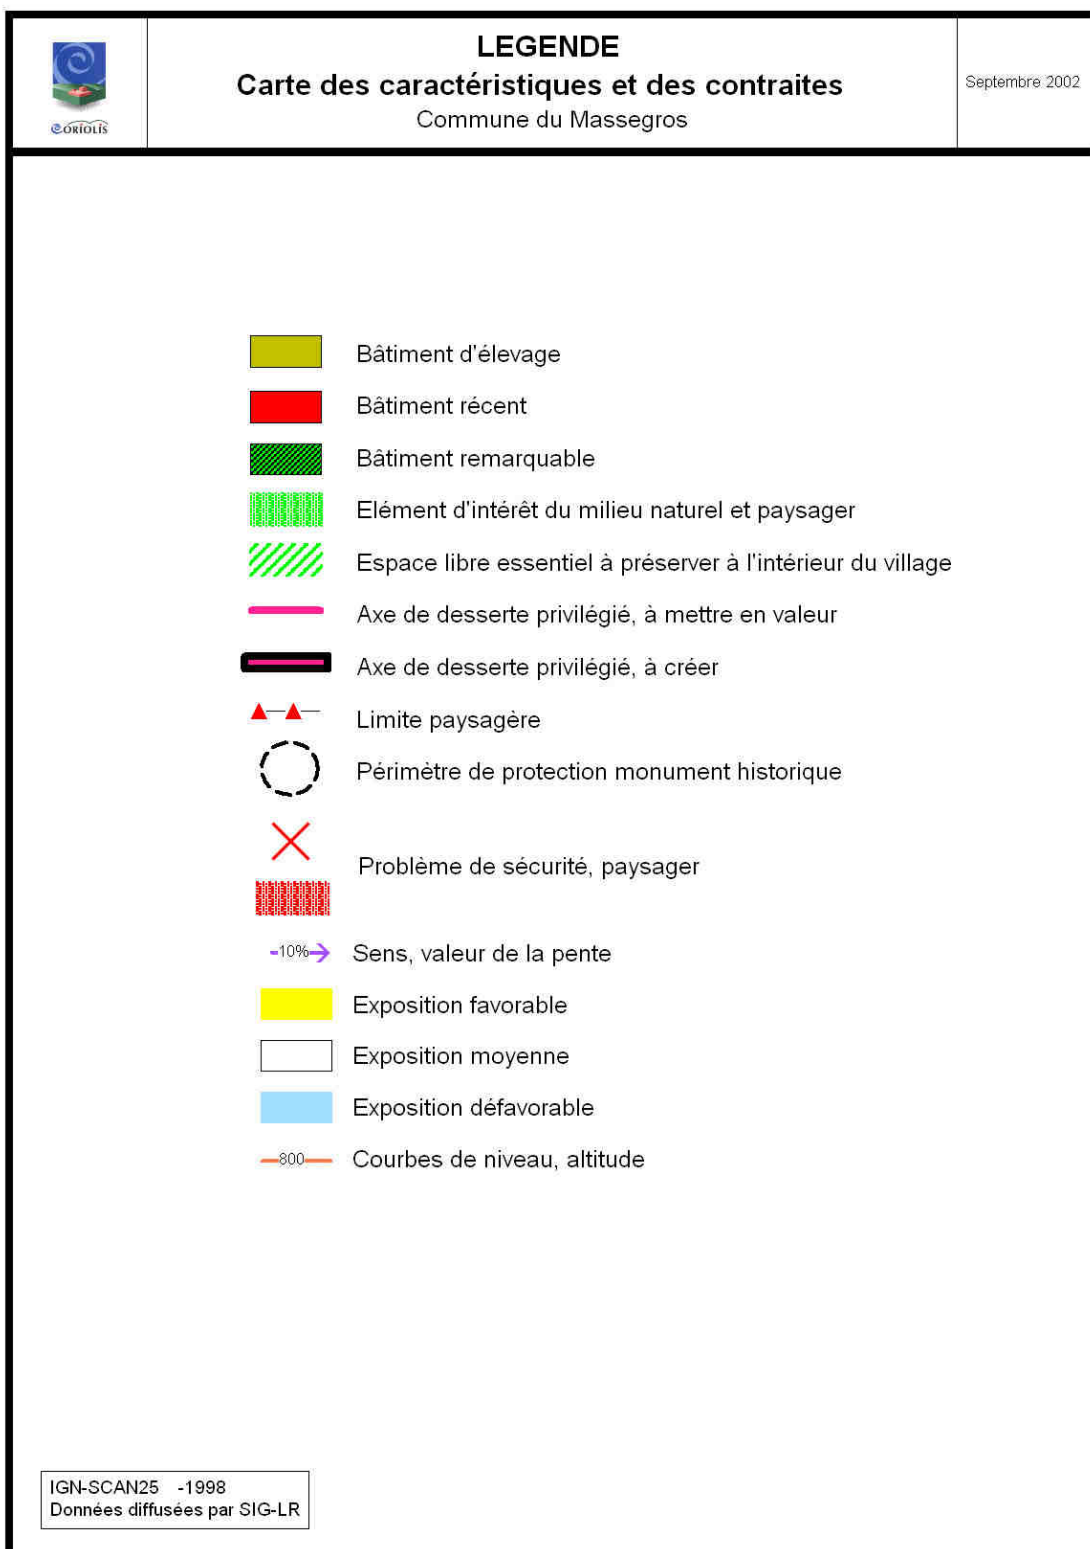 LEGENDE
Carte des caractéristiques et des contraites
Commune du Massegros
Septembre 2002
CORIOLIS
Bâtiment d'élevage
Bâtiment récent
Bâtiment remarquable
Elément d'intérêt du milieu naturel et paysager
Espace libre essentiel à préserver à l'intérieur du village
Axe de desserte privilégié, à mettre en valeur
Axe de desserte privilégié, à créer
Limite paysagère
Périmètre de protection monument historique
Problème de sécurité, paysager
10% Sens, valeur de la pente
Exposition favorable
Exposition moyenne
Exposition défavorable
800 Courbes de niveau, altitude
IGN-SCAN25 -1998
Données diffusées par SIG-LR